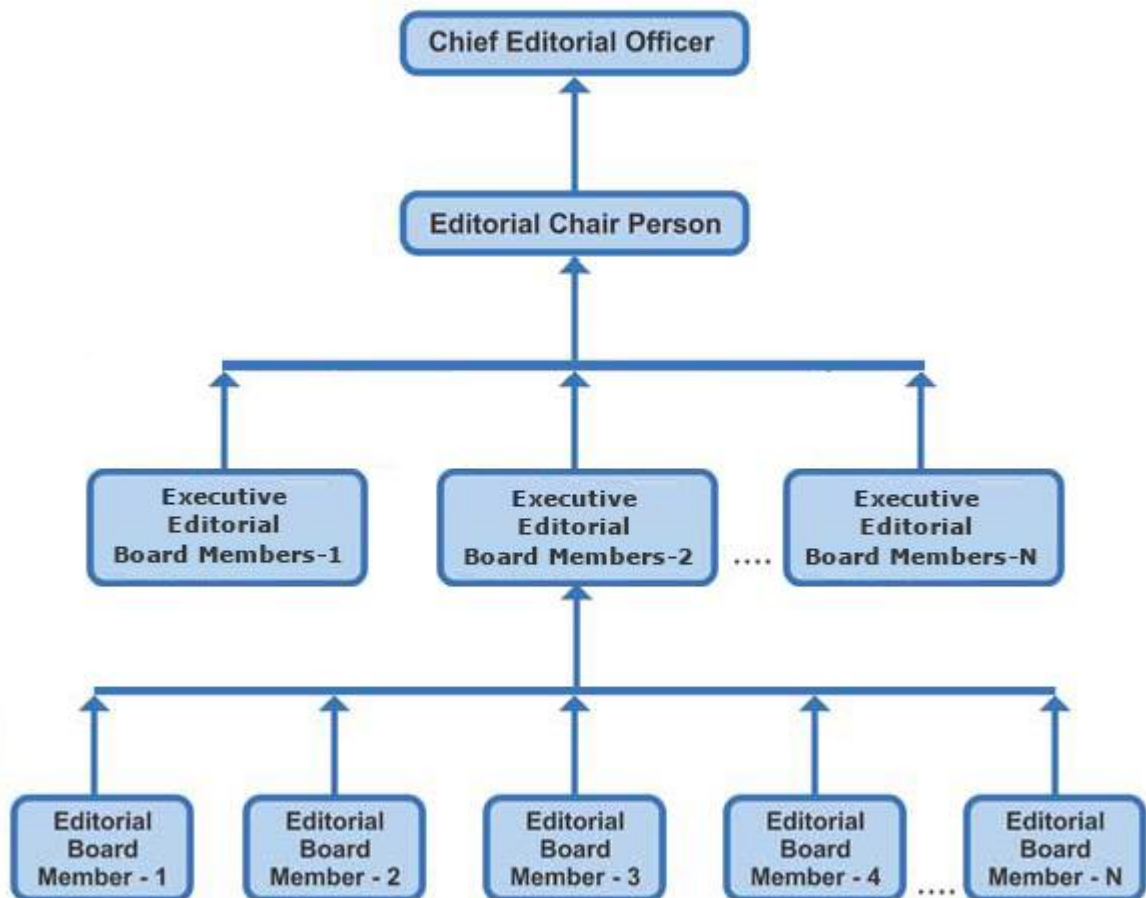 Chief Editorial Officer
Editorial Chair Person
Executive
Editorial
Board Members-1
Executive
Editorial
Board Members-2
....
Executive
Editorial
Board Members-N
Editorial
Board
Member - 1
Editorial
Board
Member - 2
Editorial
Board
Member - 3
Editorial
Board
Member - 4
....
Editorial
Board
Member - N